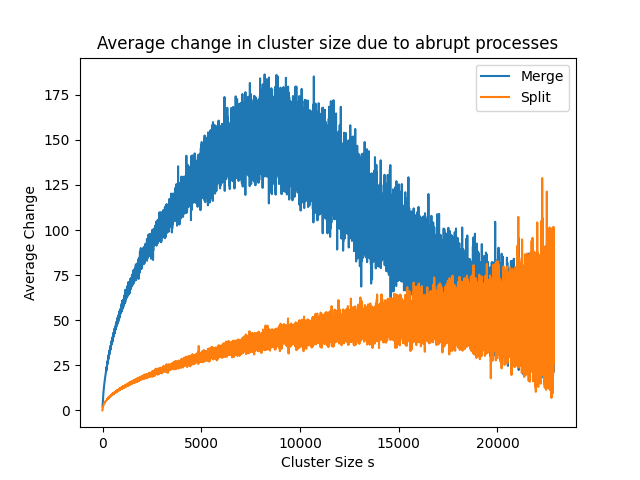 Average change in cluster size due to abrupt processes
Merge
Split
Average Change
175
150
125
100
75
50
25
0
0 5000 10000 15000 20000
Cluster Size s